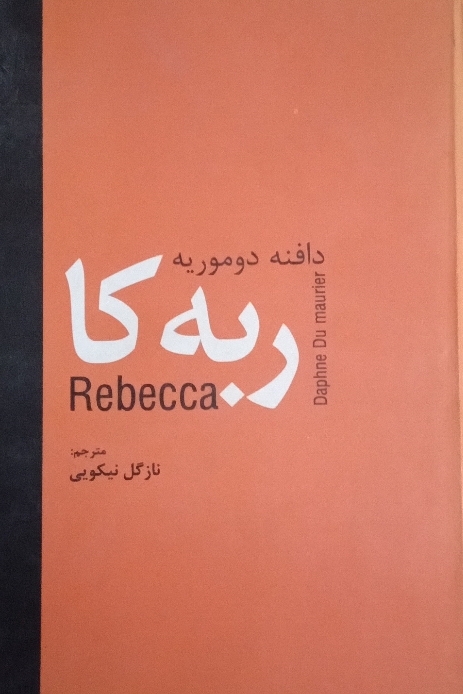 دافنه دوموریه
ربه‌کا
Rebecca
Daphne Du maurier
مترجم:
نازگل نیکویی